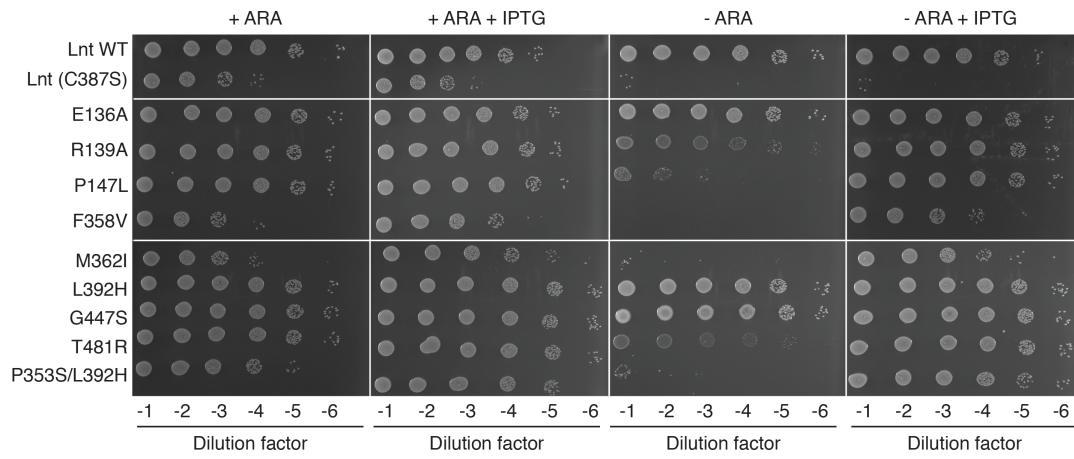 + ARA + ARA + IPTG - ARA - ARA + IPTG
Lnt WT
Lnt (C387S)
E136A
R139A
P147L
F358V
M362I
L392H
G447S
T481R
P353S/L392H
-1 -2 -3 -4 -5 -6 -1 -2 -3 -4 -5 -6 -1 -2 -3 -4 -5 -6 -1 -2 -3 -4 -5 -6
Dilution factor Dilution factor Dilution factor Dilution factor